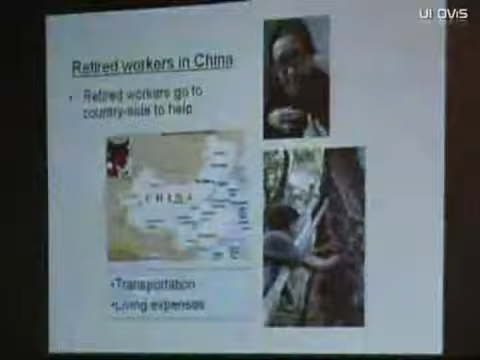 UI OViS
Retired workers in China
• Retired workers go to
country-side to help
CHINA
•Transportation
•Living expenses